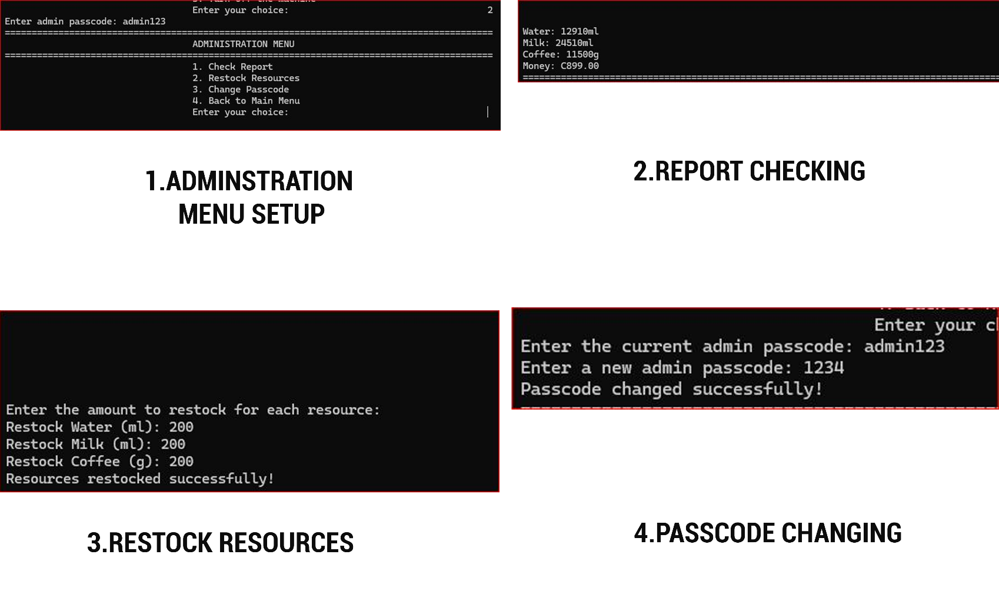 Enter your choice: 2
Enter admin passcode: admin123
================================================================================
ADMINISTRATION MENU
================================================================================
1. Check Report
2. Restock Resources
3. Change Passcode
4. Back to Main Menu
Enter your choice:
1.ADMINSTRATION
MENU SETUP
Water: 12910ml
Milk: 24510ml
Coffee: 11500g
Money: C899.00
2.REPORT CHECKING
Enter the amount to restock for each resource:
Restock Water (ml): 200
Restock Milk (ml): 200
Restock Coffee (g): 200
Resources restocked successfully!
3.RESTOCK RESOURCES
Enter your
Enter the current admin passcode: admin123
Enter a new admin passcode: 1234
Passcode changed successfully!
4.PASSCODE CHANGING